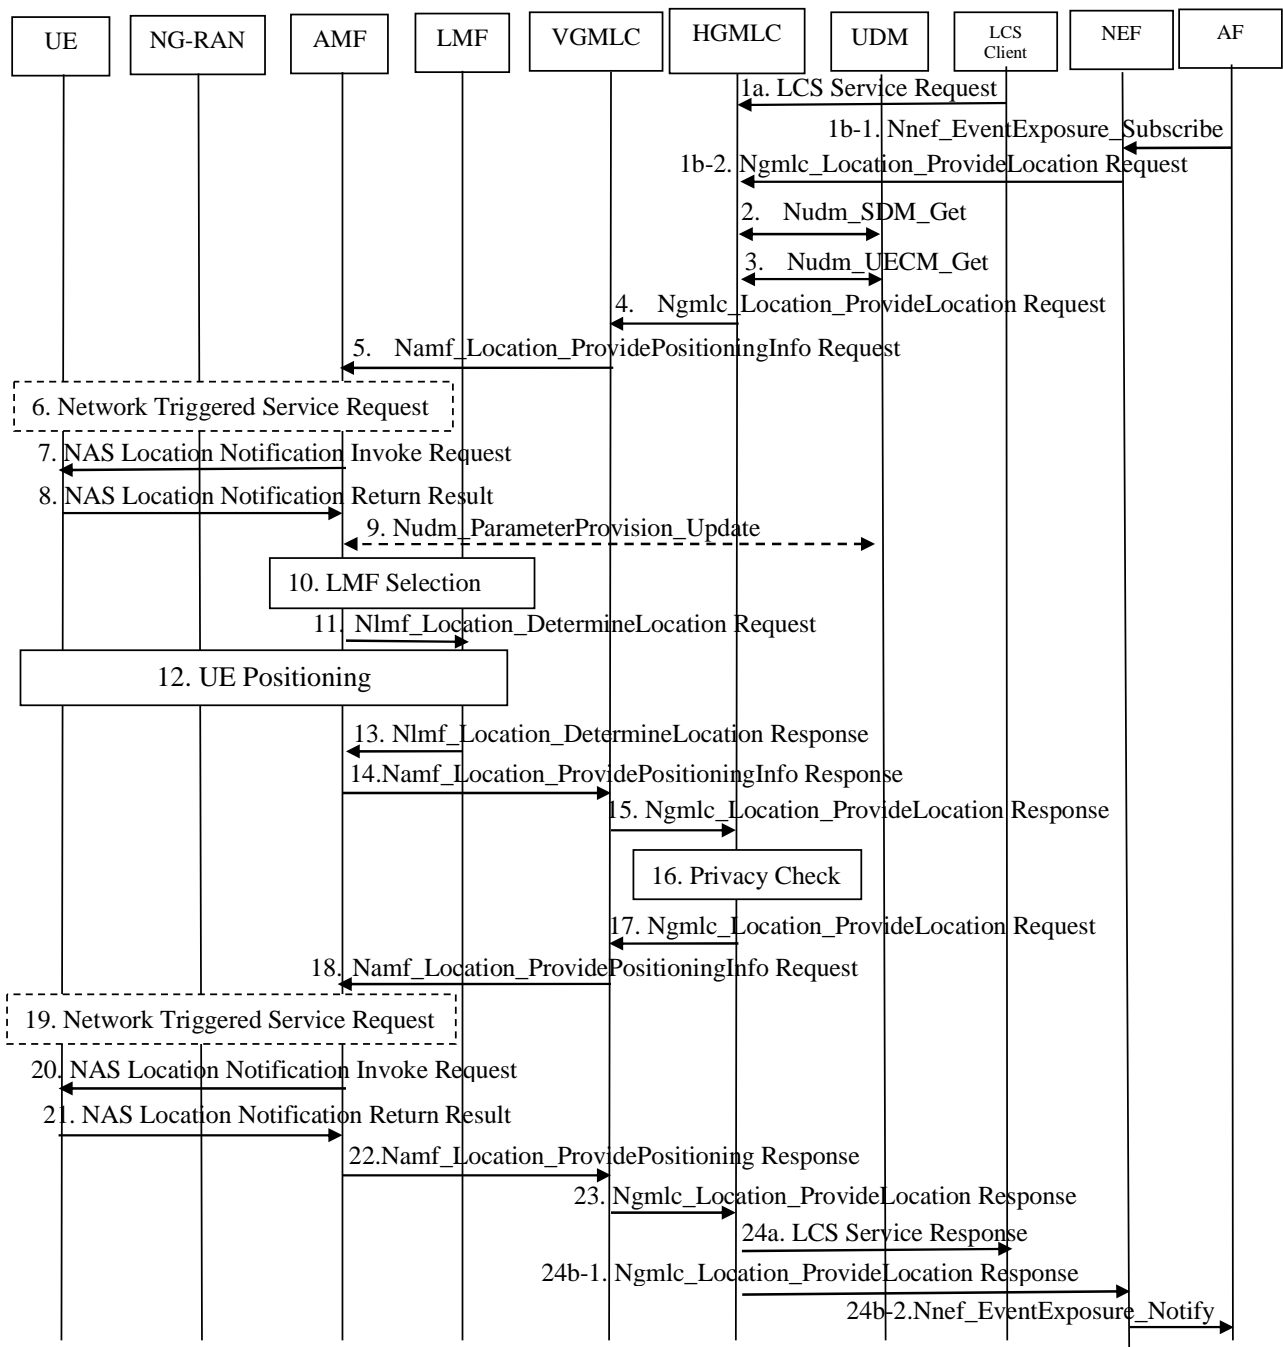 UE
NG-RAN
AMF
LMF
VGMLC
HGMLC
UDM
LCS
Client
NEF
AF
1a. LCS Service Request
1b-1. Nnef_EventExposure_Subscribe
1b-2. Ngmlc_Location_ProvideLocation Request
2. Nudm_SDM_Get
3. Nudm_UECM_Get
4. Ngmlc_Location_ProvideLocation Request
5. Namf_Location_ProvidePositioningInfo Request
6. Network Triggered Service Request
7. NAS Location Notification Invoke Request
8. NAS Location Notification Return Result
9. Nudm_ParameterProvision_Update
10. LMF Selection
11. Nlmf_Location_DetermineLocation Request
12. UE Positioning
13. Nlmf_Location_DetermineLocation Response
14.Namf_Location_ProvidePositioningInfo Response
15. Ngmlc_Location_ProvideLocation Response
16. Privacy Check
17. Ngmlc_Location_ProvideLocation Request
18. Namf_Location_ProvidePositioningInfo Request
19. Network Triggered Service Request
20. NAS Location Notification Invoke Request
21. NAS Location Notification Return Result
22.Namf_Location_ProvidePositioning Response
23. Ngmlc_Location_ProvideLocation Response
24a. LCS Service Response
24b-1. Ngmlc_Location_ProvideLocation Response
24b-2.Nnef_EventExposure_Notify